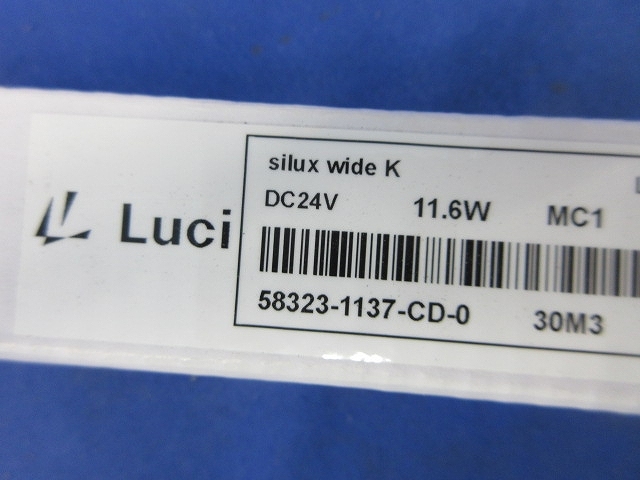 Luci
silux wide K
DC24V 11.6W MC1
58323-1137-CD-0 30M3